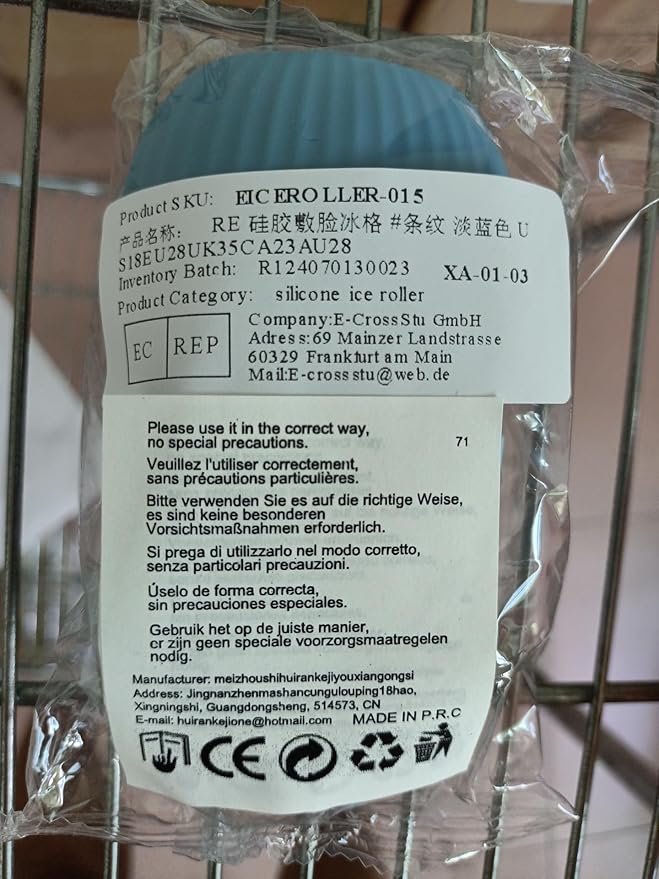 Product SKU: EICEROLLER-015
产品名称: RE 硅胶敷脸冰格 #条纹 淡蓝色 U
S18EU28UK35CA23AU28
Inventory Batch: R124070130023 XA-01-03
Product Category: silicone ice roller
EC REP
Company:E-CrossStu GmbH
Adress:69 Mainzer Landstrasse
60329 Frankfurt am Main
Mail:E-crossstu@web.de
Please use it in the correct way,
no special precautions.
71
Veuillez l'utiliser correctement,
sans précautions particulières.
Bitte verwenden Sie es auf die richtige Weise,
es sind keine besonderen
Vorsichtsmaßnahmen erforderlich.
Si prega di utilizzarlo nel modo corretto,
senza particolari precauzioni.
Úselo de forma correcta,
sin precauciones especiales.
Gebruik het op de juiste manier,
er zijn geen speciale voorzorgsmaatregelen
nodig.
Manufacturer: meizhoushihuirankejiyouxiangongsi
Address: Jingnanzhenmashancungulouping18hao,
Xingningshi, Guangdongsheng, 514573, CN
E-mail: huirankejione@hotmail.com MADE IN P.R.C
CE